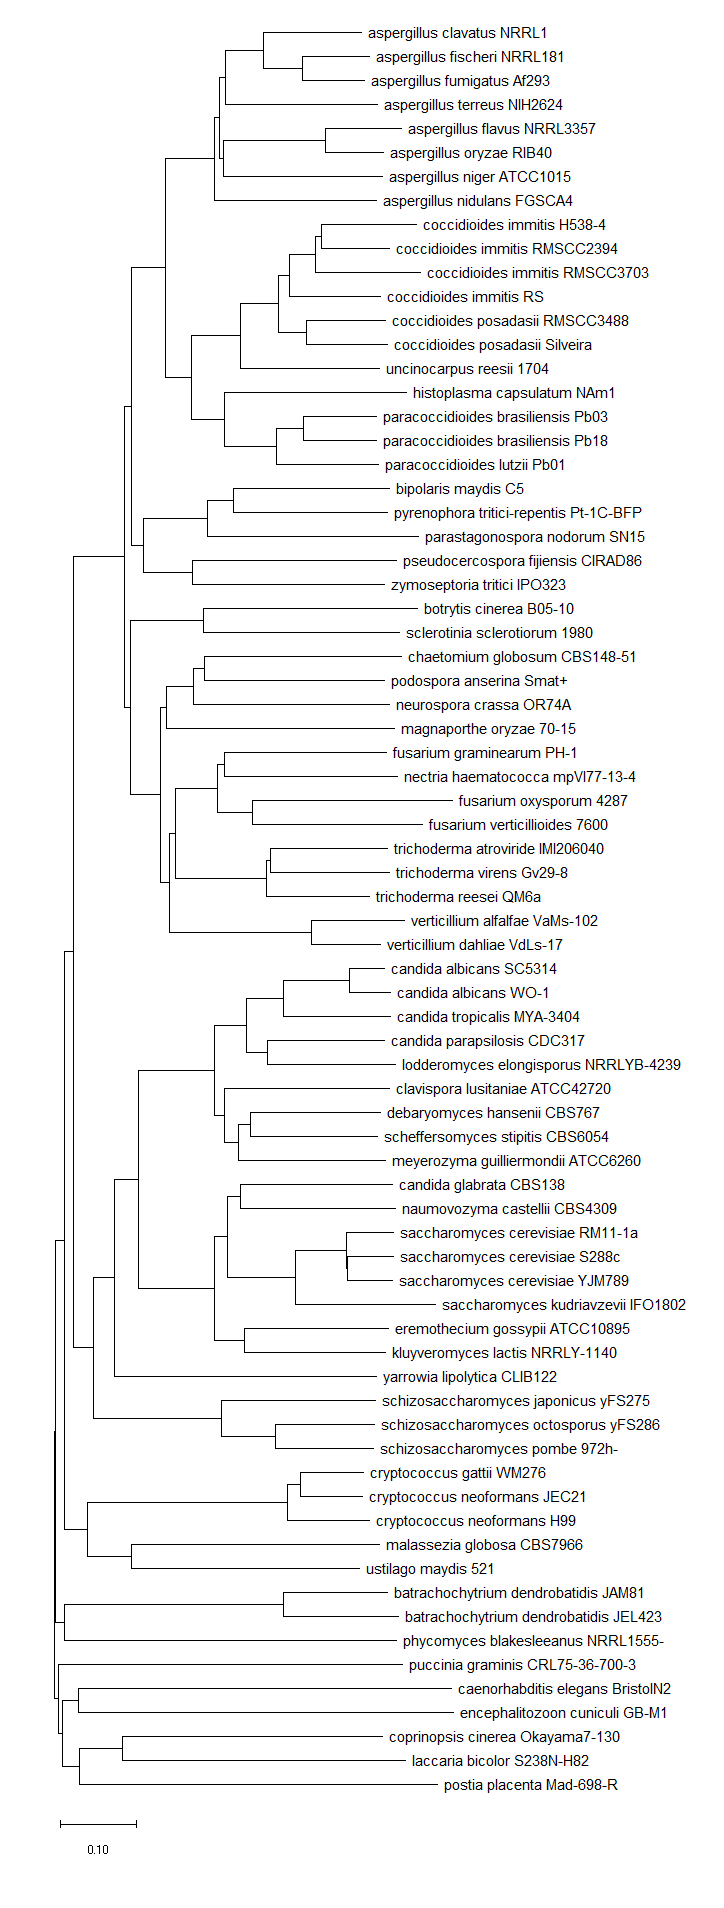 aspergillus clavatus NRRL1
aspergillus fischeri NRRL181
aspergillus fumigatus Af293
aspergillus terreus NIH2624
aspergillus flavus NRRL3357
aspergillus oryzae RIB40
aspergillus niger ATCC1015
aspergillus nidulans FGSCA4
coccidioides immitis H538-4
coccidioides immitis RMSCC2394
coccidioides immitis RMSCC3703
coccidioides immitis RS
coccidioides posadasii RMSCC3488
coccidioides posadasii Silveira
uncinocarpus reesii 1704
histoplasma capsulatum NAm1
paracoccidioides brasiliensis Pb03
paracoccidioides brasiliensis Pb18
paracoccidioides lutzii Pb01
bipolaris maydis C5
pyrenophora tritici-repentis Pt-1C-BFP
parastagonospora nodorum SN15
pseudocercospora fijiensis CIRAD86
zymoseptoria tritici IPO323
botrytis cinerea B05-10
sclerotinia sclerotiorum 1980
chaetomium globosum CBS148-51
podospora anserina Smat+
neurospora crassa OR74A
magnaporthe oryzae 70-15
fusarium graminearum PH-1
nectria haematococca mpVI77-13-4
fusarium oxysporum 4287
fusarium verticillioides 7600
trichoderma atroviride IMI206040
trichoderma virens Gv29-8
trichoderma reesei QM6a
verticillium alfalfae VaMs-102
verticillium dahliae VdLs-17
candida albicans SC5314
candida albicans WO-1
candida tropicalis MYA-3404
candida parapsilosis CDC317
lodderomyces elongisporus NRRLYB-4239
clavispora lusitaniae ATCC42720
debaryomyces hansenii CBS767
scheffersomyces stipitis CBS6054
meyerozyma guilliermondii ATCC6260
candida glabrata CBS138
naumovozyma castellii CBS4309
saccharomyces cerevisiae RM11-1a
saccharomyces cerevisiae S288c
saccharomyces cerevisiae YJM789
saccharomyces kudriavzevii IFO1802
eremothecium gossypii ATCC10895
kluyveromyces lactis NRRLY-1140
yarrowia lipolytica CLIB122
schizosaccharomyces japonicus yFS275
schizosaccharomyces octosporus yFS286
schizosaccharomyces pombe 972h-
cryptococcus gattii WM276
cryptococcus neoformans JEC21
cryptococcus neoformans H99
malassezia globosa CBS7966
ustilago maydis 521
batrachochytrium dendrobatidis JAM81
batrachochytrium dendrobatidis JEL423
phycomyces blakesleeanus NRRL1555-
puccinia graminis CRL75-36-700-3
caenorhabditis elegans BristolN2
encephalitozoon cuniculi GB-M1
coprinopsis cinerea Okayama7-130
laccaria bicolor S238N-H82
postia placenta Mad-698-R
0.10